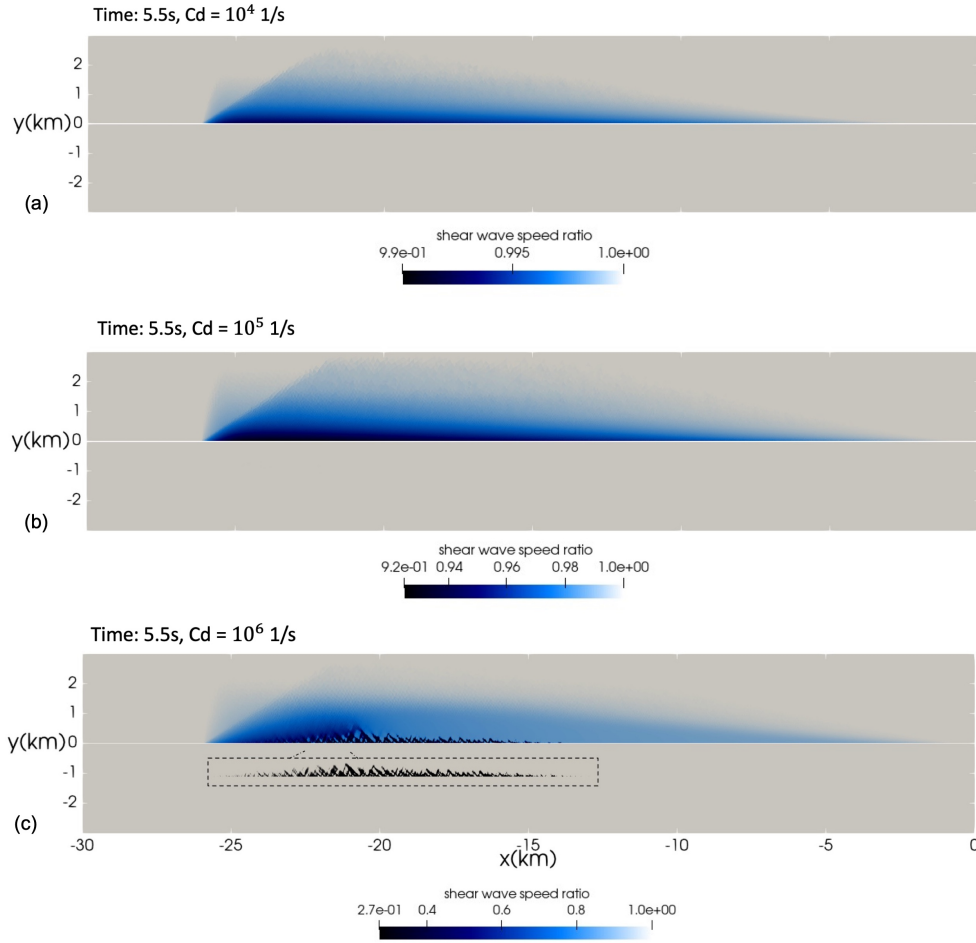 Time: 5.5s, Cd = 10⁴ 1/s
2
1
y(km) 0
-1
-2
(a)
shear wave speed ratio
9.9e-01 0.995 1.0e+00
Time: 5.5s, Cd = 10⁵ 1/s
2
1
y(km) 0
-1
-2
(b)
shear wave speed ratio
9.2e-01 0.94 0.96 0.98 1.0e+00
Time: 5.5s, Cd = 10⁶ 1/s
2
1
y(km) 0
-1
-2
(c)
-30 -25 -20 -15 -10 -5 0
x(km)
shear wave speed ratio
2.7e-01 0.4 0.6 0.8 1.0e+00